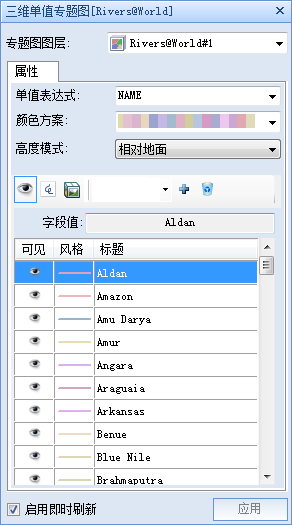 三维单值专题图[Rivers@World]
专题图图层: Rivers@World#1
属性
单值表达式: NAME
颜色方案:
高度模式: 相对地面
字段值: Aldan
可见 风格 标题
Aldan
Amazon
Amu Darya
Amur
Angara
Araguaia
Arkansas
Benue
Blue Nile
Brahmaputra
启用即时刷新 应用